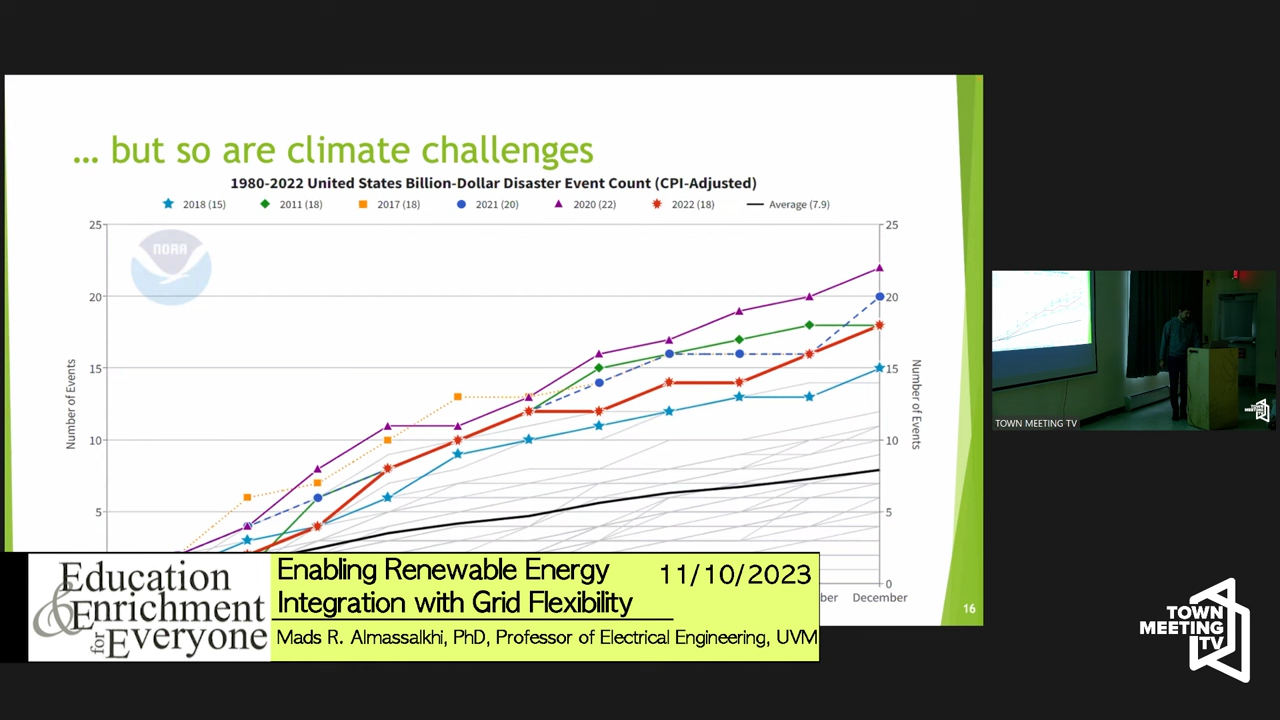 ... but so are climate challenges
1980-2022 United States Billion-Dollar Disaster Event Count (CPI-Adjusted)
2018 (15)
2011 (18)
2017 (18)
2021 (20)
2020 (22)
2022 (18)
Average (7.9)
NOAA
25
20
15
10
5
Number of Events
25
20
15
10
5
0
Number of Events
ber
December
16
Education
& Enrichment
for Everyone
Enabling Renewable Energy
Integration with Grid Flexibility
11/10/2023
Mads R. Almassalkhi, PhD, Professor of Electrical Engineering, UVM
TOWN MEETING TV
TOWN
MEETING
TV
TOWN
MEETING
TV